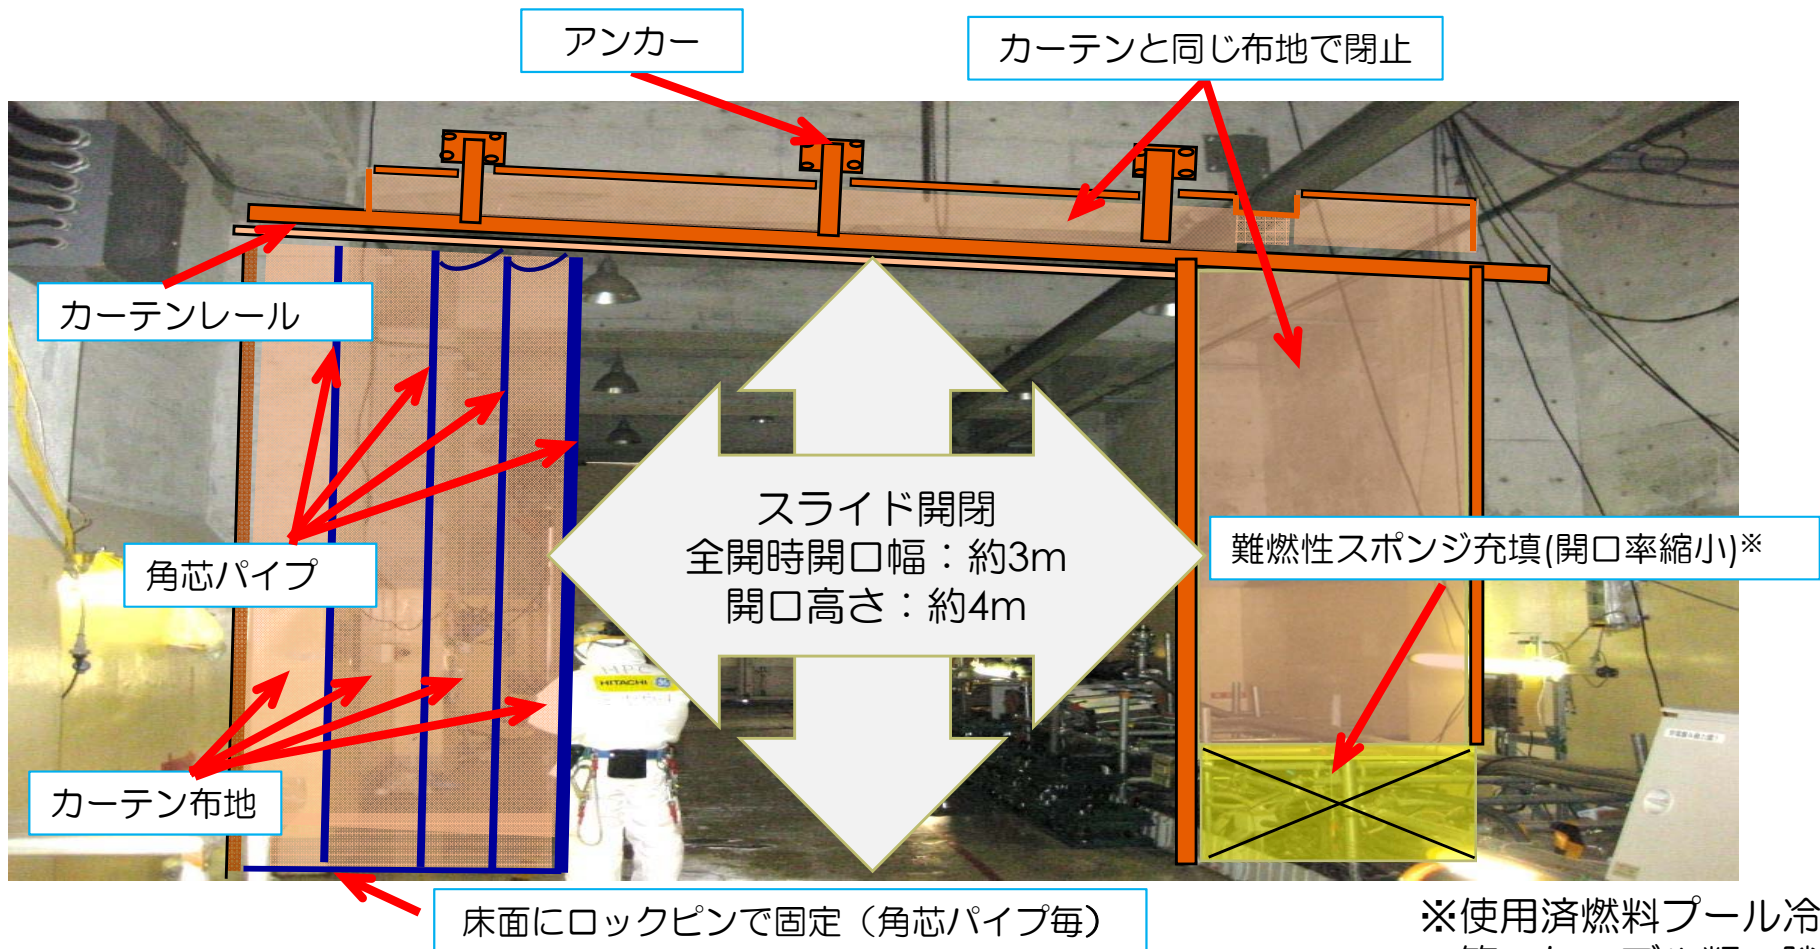 アンカー
カーテンと同じ布地で閉止
カーテンレール
スライド開閉
全開時開口幅：約3m
開口高さ：約4m
難燃性スポンジ充填(開口率縮小)※
角芯パイプ
HITACHI
カーテン布地
床面にロックピンで固定（角芯パイプ毎）
※使用済燃料プール冷